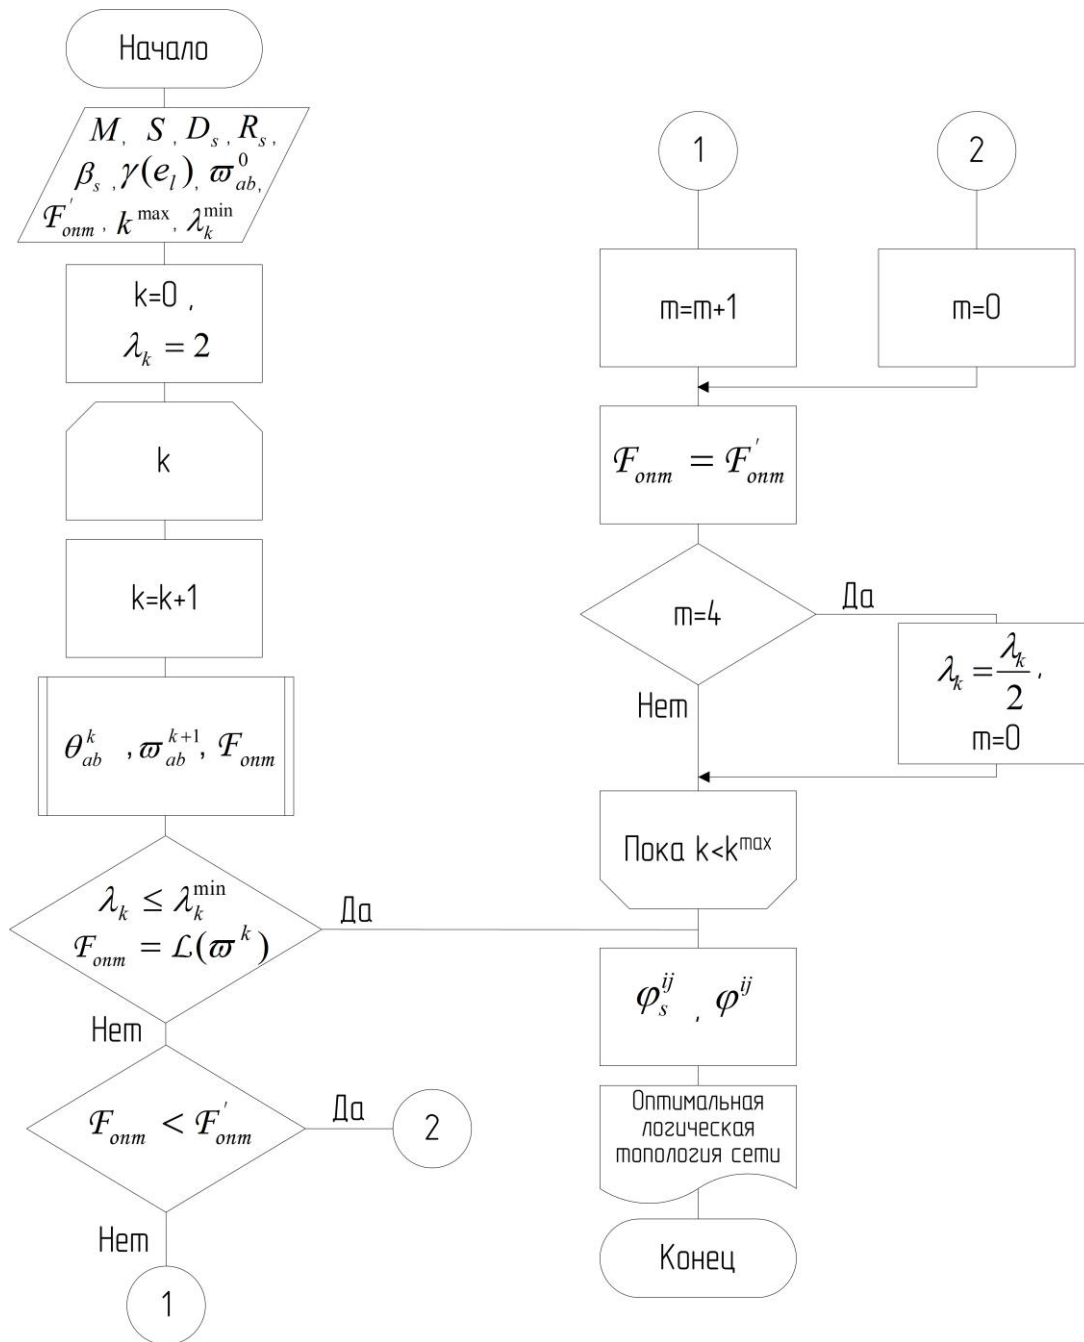 Начало
M, S, D_s, R_s,
β_s, γ(e_l), ϖ_ab^0,
ℱ'_опт, k^max, λ_k^min
k=0 ,
λ_k = 2
k
k=k+1
θ_ab^k , ϖ_ab^{k+1}, ℱ_опт
λ_k ≤ λ_k^min
ℱ_опт = ℒ(ϖ^k)
Да
Нет
ℱ_опт < ℱ'_опт
Да
2
Нет
1
1
2
m=m+1
m=0
ℱ_опт = ℱ'_опт
m=4
Да
Нет
λ_k = λ_k/2 ,
m=0
Пока k<k^max
φ_s^ij , φ^ij
Оптимальная
логическая
топология сети
Конец